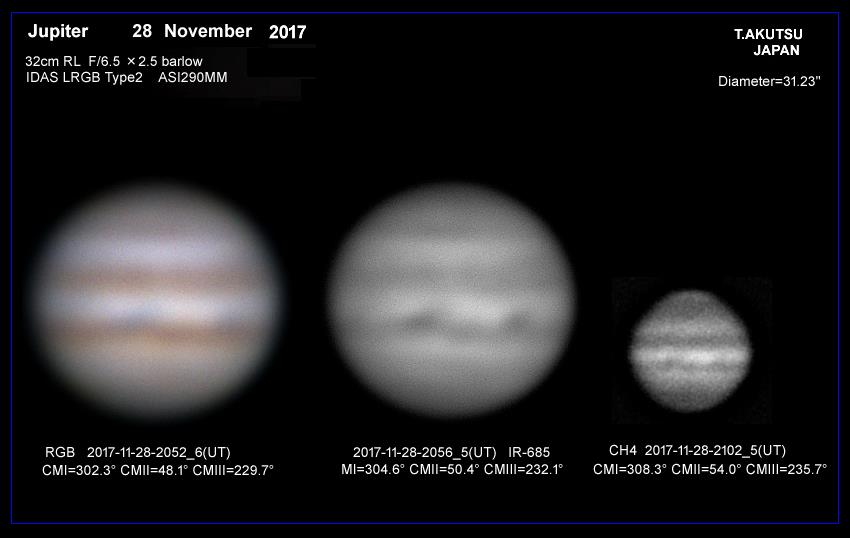 Jupiter 28 November 2017
T.AKUTSU
JAPAN
32cm RL F/6.5 ×2.5 barlow
IDAS LRGB Type2 ASI290MM
Diameter=31.23"
RGB 2017-11-28-2052_6(UT)
CMI=302.3° CMII=48.1° CMIII=229.7°
2017-11-28-2056_5(UT) IR-685
MI=304.6° CMII=50.4° CMIII=232.1°
CH4 2017-11-28-2102_5(UT)
CMI=308.3° CMII=54.0° CMIII=235.7°